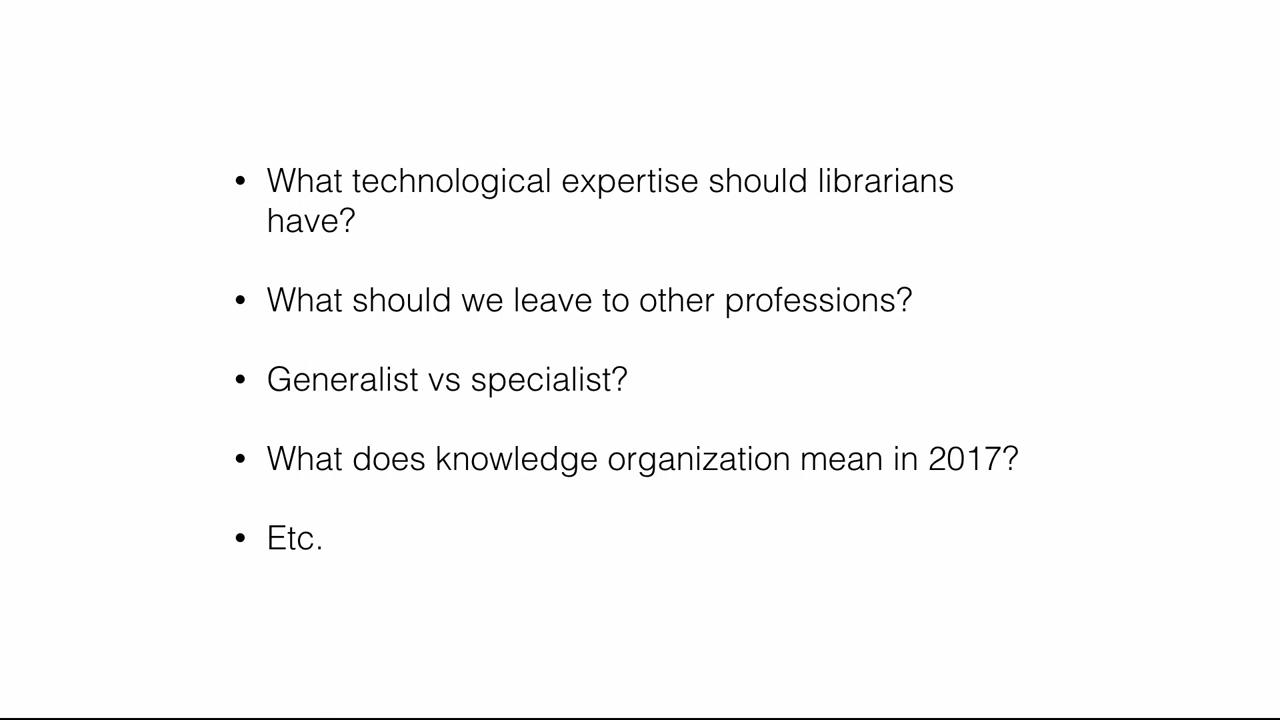 • What technological expertise should librarians
have?
• What should we leave to other professions?
• Generalist vs specialist?
• What does knowledge organization mean in 2017?
• Etc.